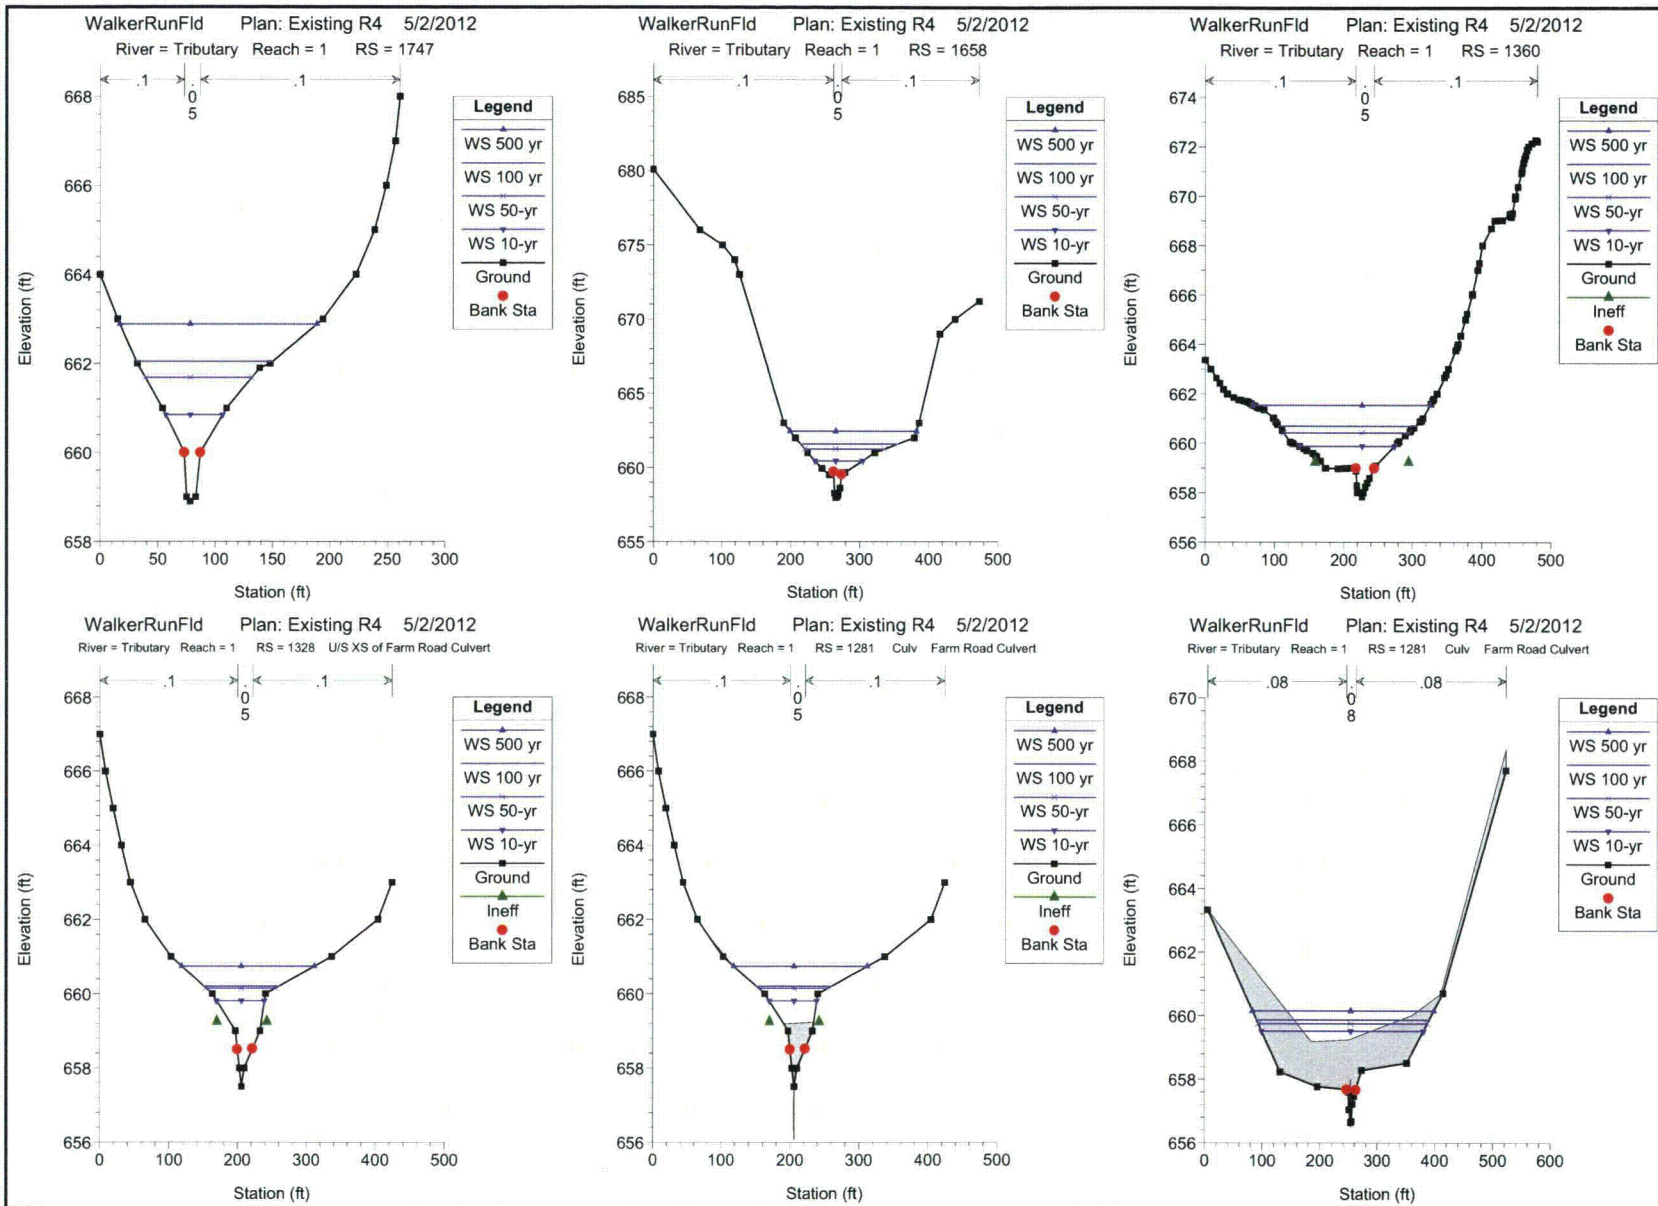 WalkerRunFld Plan: Existing R4 5/2/2012
River = Tributary Reach = 1 RS = 1747
.1
.05
.1
668
666
664
662
660
658
Elevation (ft)
0 50 100 150 200 250 300
Station (ft)
Legend
WS 500 yr
WS 100 yr
WS 50-yr
WS 10-yr
Ground
Bank Sta
WalkerRunFld Plan: Existing R4 5/2/2012
River = Tributary Reach = 1 RS = 1658
.1
.05
.1
685
680
675
670
665
660
655
Elevation (ft)
0 100 200 300 400 500
Station (ft)
Legend
WS 500 yr
WS 100 yr
WS 50-yr
WS 10-yr
Ground
Bank Sta
WalkerRunFld Plan: Existing R4 5/2/2012
River = Tributary Reach = 1 RS = 1360
.1
.05
.1
674
672
670
668
666
664
662
660
658
656
Elevation (ft)
0 100 200 300 400 500
Station (ft)
Legend
WS 500 yr
WS 100 yr
WS 50-yr
WS 10-yr
Ground
Ineff
Bank Sta
WalkerRunFld Plan: Existing R4 5/2/2012
River = Tributary Reach = 1 RS = 1328 U/S XS of Farm Road Culvert
.1
.05
.1
668
666
664
662
660
658
656
Elevation (ft)
0 100 200 300 400 500
Station (ft)
Legend
WS 500 yr
WS 100 yr
WS 50-yr
WS 10-yr
Ground
Ineff
Bank Sta
WalkerRunFld Plan: Existing R4 5/2/2012
River = Tributary Reach = 1 RS = 1281 Culv Farm Road Culvert
.1
.05
.1
668
666
664
662
660
658
656
Elevation (ft)
0 100 200 300 400 500
Station (ft)
Legend
WS 500 yr
WS 100 yr
WS 50-yr
WS 10-yr
Ground
Ineff
Bank Sta
WalkerRunFld Plan: Existing R4 5/2/2012
River = Tributary Reach = 1 RS = 1281 Culv Farm Road Culvert
.08
.08
.08
670
668
666
664
662
660
658
656
Elevation (ft)
0 100 200 300 400 500 600
Station (ft)
Legend
WS 500 yr
WS 100 yr
WS 50-yr
WS 10-yr
Ground
Bank Sta